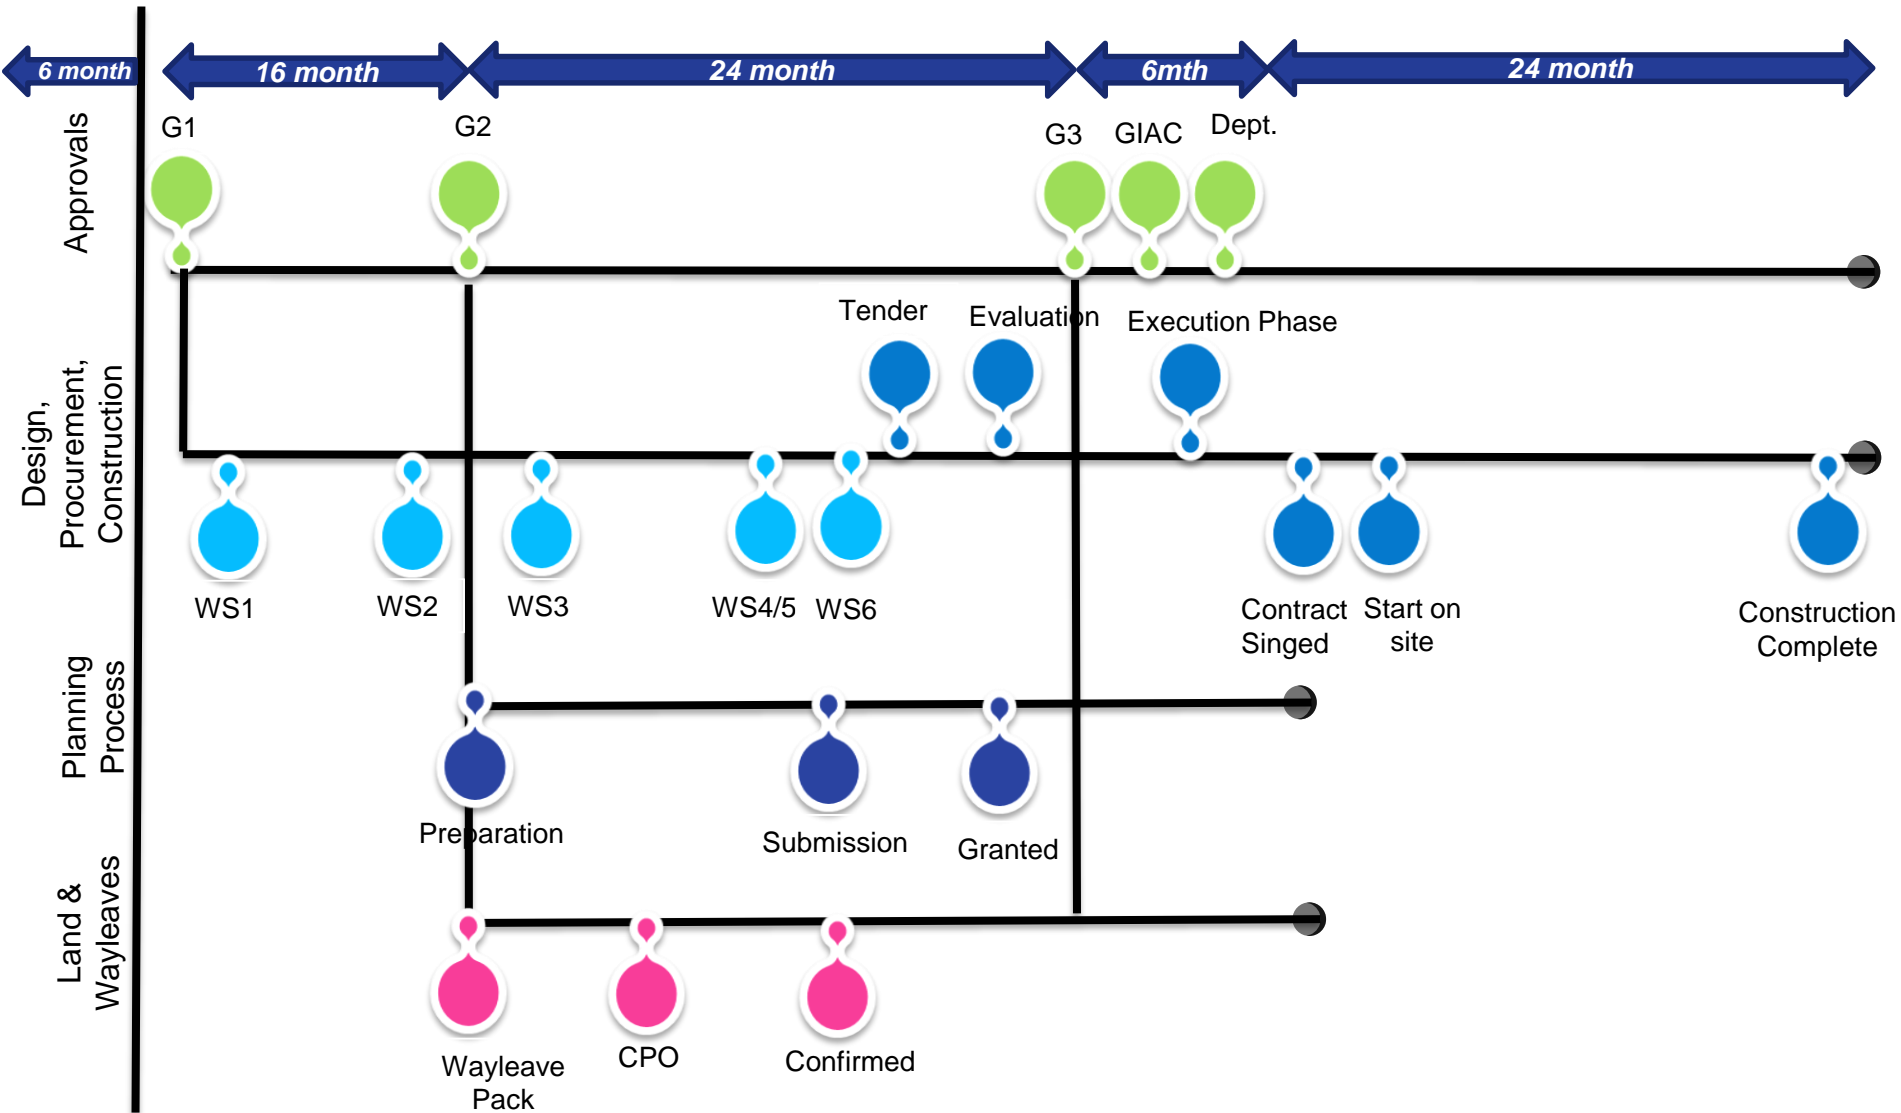 6 month
16 month
24 month
6mth
24 month
Approvals
G1
G2
G3
GIAC
Dept.
Design,
Procurement,
Construction
Tender
Evaluation
Execution Phase
WS1
WS2
WS3
WS4/5
WS6
Contract
Singed
Start on
site
Construction
Complete
Planning
Process
Preparation
Submission
Granted
Land &
Wayleaves
Wayleave
Pack
CPO
Confirmed